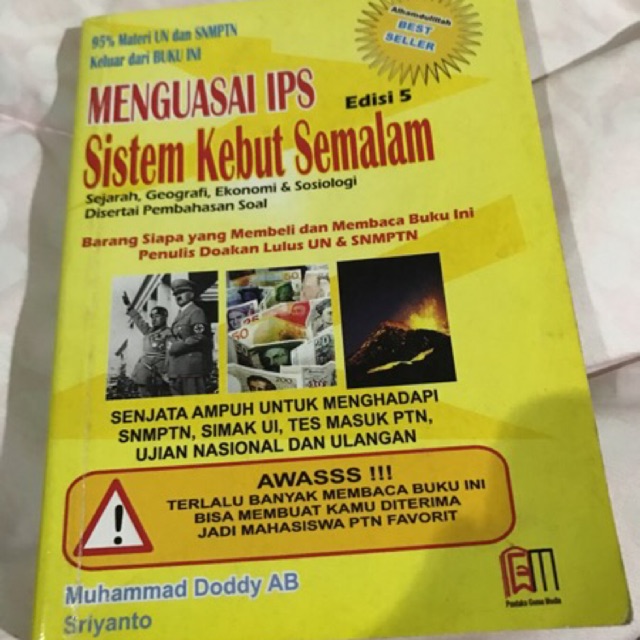 95% Materi UN dan SNMPTN
Keluar dari BUKU INI
Alhamdulillah
BEST
SELLER
MENGUASAI IPS
Edisi 5
Sistem Kebut Semalam
Sejarah, Geografi, Ekonomi & Sosiologi
Disertai Pembahasan Soal
Barang Siapa yang Membeli dan Membaca Buku Ini
Penulis Doakan Lulus UN & SNMPTN
SENJATA AMPUH UNTUK MENGHADAPI
SNMPTN, SIMAK UI, TES MASUK PTN,
UJIAN NASIONAL DAN ULANGAN
AWASSS !!!
TERLALU BANYAK MEMBACA BUKU INI
BISA MEMBUAT KAMU DITERIMA
JADI MAHASISWA PTN FAVORIT
Muhammad Doddy AB
Sriyanto
Pustaka Gema Media